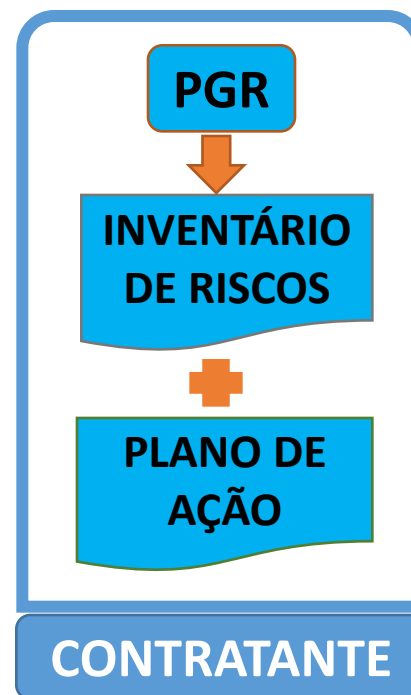 PGR
INVENTÁRIO
DE RISCOS
PLANO DE
AÇÃO
CONTRATANTE